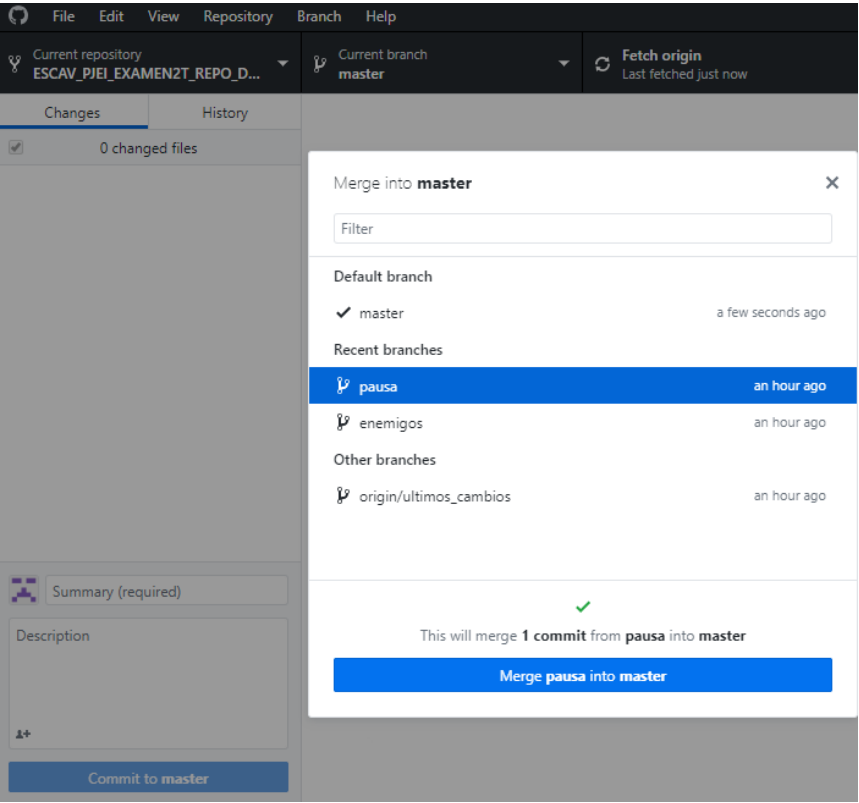 File Edit View Repository Branch Help
Current repository
ESCAV_PJEI_EXAMEN2T_REPO_D...
Current branch
master
Fetch origin
Last fetched just now
Changes History
0 changed files
Merge into master
Filter
Default branch
master a few seconds ago
Recent branches
pausa an hour ago
enemigos an hour ago
Other branches
origin/ultimos_cambios an hour ago
Summary (required)
Description
This will merge 1 commit from pausa into master
Merge pausa into master
Commit to master